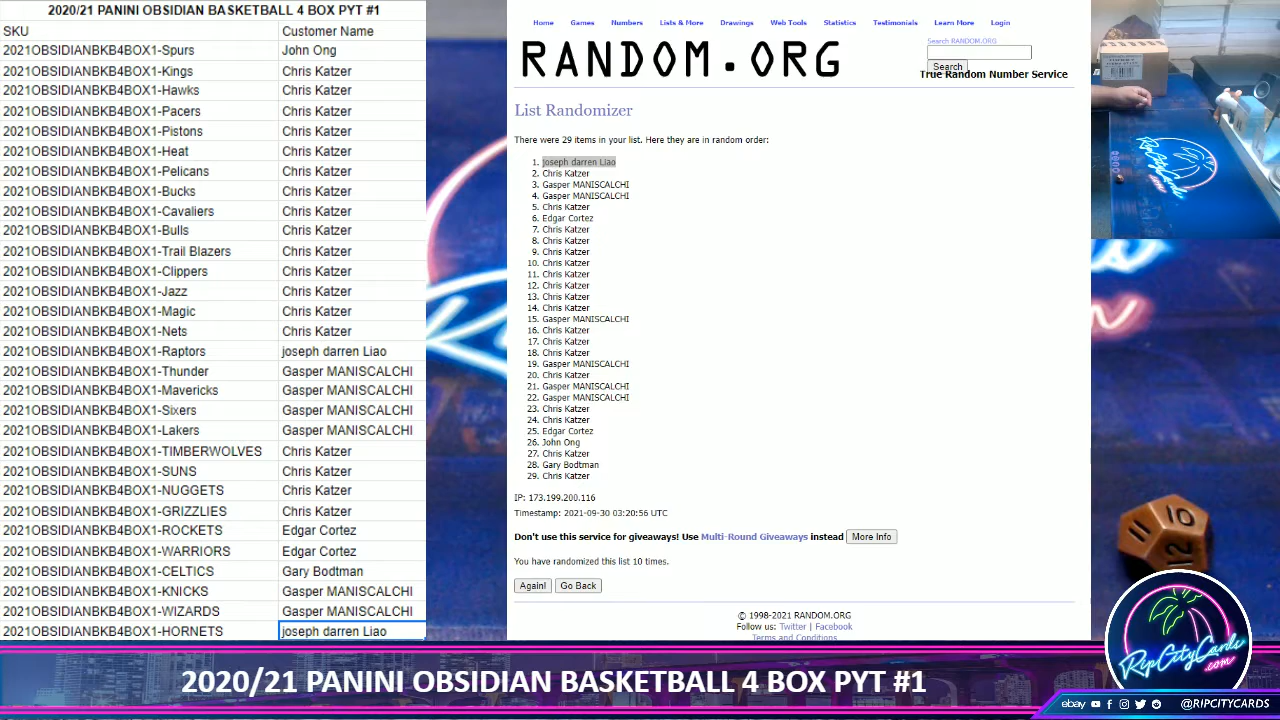 2020/21 PANINI OBSIDIAN BASKETBALL 4 BOX PYT #1
SKU Customer Name
2021OBSIDIANBKB4BOX1-Spurs John Ong
2021OBSIDIANBKB4BOX1-Kings Chris Katzer
2021OBSIDIANBKB4BOX1-Hawks Chris Katzer
2021OBSIDIANBKB4BOX1-Pacers Chris Katzer
2021OBSIDIANBKB4BOX1-Pistons Chris Katzer
2021OBSIDIANBKB4BOX1-Heat Chris Katzer
2021OBSIDIANBKB4BOX1-Pelicans Chris Katzer
2021OBSIDIANBKB4BOX1-Bucks Chris Katzer
2021OBSIDIANBKB4BOX1-Cavaliers Chris Katzer
2021OBSIDIANBKB4BOX1-Bulls Chris Katzer
2021OBSIDIANBKB4BOX1-Trail Blazers Chris Katzer
2021OBSIDIANBKB4BOX1-Clippers Chris Katzer
2021OBSIDIANBKB4BOX1-Jazz Chris Katzer
2021OBSIDIANBKB4BOX1-Magic Chris Katzer
2021OBSIDIANBKB4BOX1-Nets Chris Katzer
2021OBSIDIANBKB4BOX1-Raptors joseph darren Liao
2021OBSIDIANBKB4BOX1-Thunder Gasper MANISCALCHI
2021OBSIDIANBKB4BOX1-Mavericks Gasper MANISCALCHI
2021OBSIDIANBKB4BOX1-Sixers Gasper MANISCALCHI
2021OBSIDIANBKB4BOX1-Lakers Gasper MANISCALCHI
2021OBSIDIANBKB4BOX1-TIMBERWOLVES Chris Katzer
2021OBSIDIANBKB4BOX1-SUNS Chris Katzer
2021OBSIDIANBKB4BOX1-NUGGETS Chris Katzer
2021OBSIDIANBKB4BOX1-GRIZZLIES Chris Katzer
2021OBSIDIANBKB4BOX1-ROCKETS Edgar Cortez
2021OBSIDIANBKB4BOX1-WARRIORS Edgar Cortez
2021OBSIDIANBKB4BOX1-CELTICS Gary Bodtman
2021OBSIDIANBKB4BOX1-KNICKS Gasper MANISCALCHI
2021OBSIDIANBKB4BOX1-WIZARDS Gasper MANISCALCHI
2021OBSIDIANBKB4BOX1-HORNETS joseph darren Liao
Home Games Numbers Lists & More Drawings Web Tools Statistics Testimonials Learn More Login
RANDOM.ORG
Search RANDOM.ORG
Search
True Random Number Service
List Randomizer
There were 29 items in your list. Here they are in random order:
1. joseph darren Liao
2. Chris Katzer
3. Gasper MANISCALCHI
4. Gasper MANISCALCHI
5. Chris Katzer
6. Edgar Cortez
7. Chris Katzer
8. Chris Katzer
9. Chris Katzer
10. Chris Katzer
11. Chris Katzer
12. Chris Katzer
13. Chris Katzer
14. Chris Katzer
15. Gasper MANISCALCHI
16. Chris Katzer
17. Chris Katzer
18. Chris Katzer
19. Gasper MANISCALCHI
20. Chris Katzer
21. Gasper MANISCALCHI
22. Gasper MANISCALCHI
23. Chris Katzer
24. Chris Katzer
25. Edgar Cortez
26. John Ong
27. Chris Katzer
28. Gary Bodtman
29. Chris Katzer
IP: 173.199.200.116
Timestamp: 2021-09-30 03:20:56 UTC
Don't use this service for giveaways! Use Multi-Round Giveaways instead More Info
You have randomized this list 10 times.
Again! Go Back
© 1998-2021 RANDOM.ORG
Follow us: Twitter | Facebook
Terms and Conditions
11 10
12
RipCityCards
.com
2020/21 PANINI OBSIDIAN BASKETBALL 4 BOX PYT #1
ebay @RIPCITYCARDS